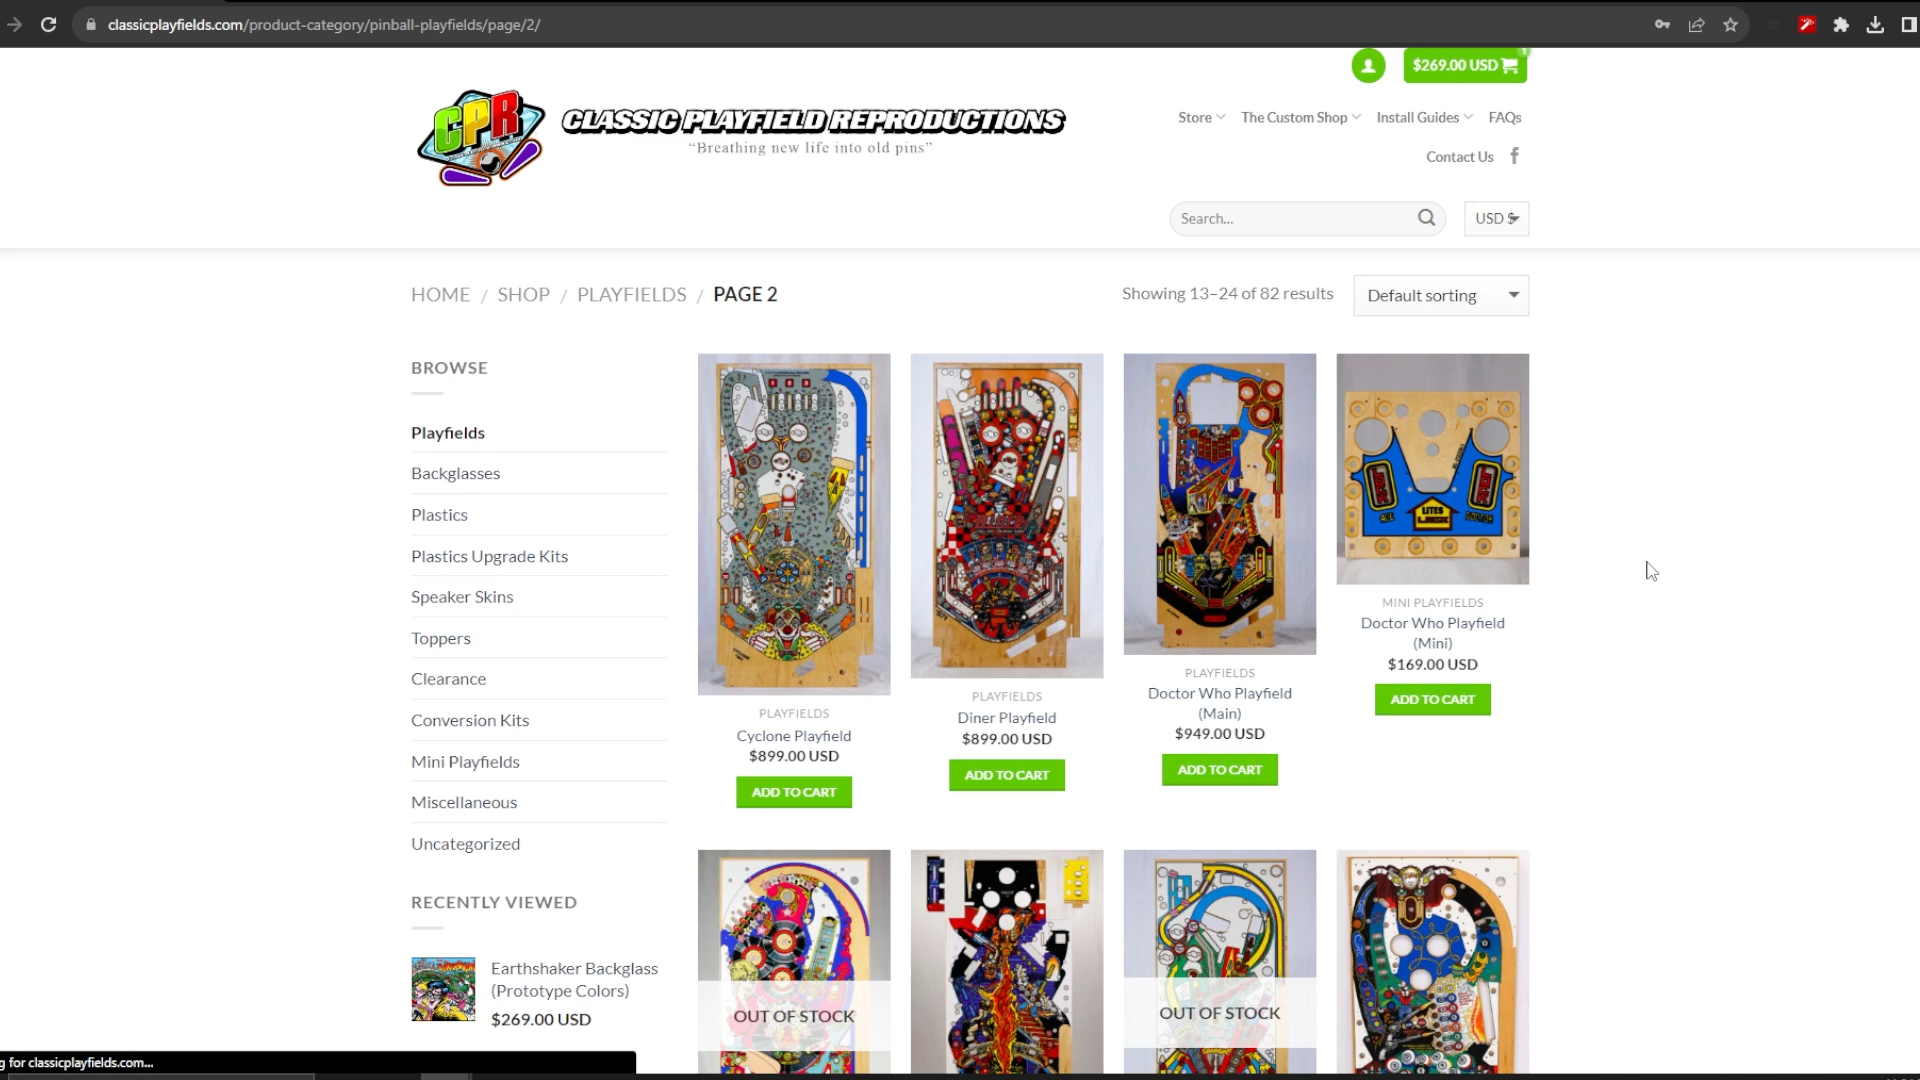 classicplayfields.com/product-category/pinball-playfields/page/2/
$269.00 USD
CPR
CLASSIC PLAYFIELD REPRODUCTIONS
“Breathing new life into old pins”
Store
The Custom Shop
Install Guides
FAQs
Contact Us
Search...
USD $
HOME / SHOP / PLAYFIELDS / PAGE 2
Showing 13–24 of 82 results
Default sorting
BROWSE
Playfields
Backglasses
Plastics
Plastics Upgrade Kits
Speaker Skins
Toppers
Clearance
Conversion Kits
Mini Playfields
Miscellaneous
Uncategorized
RECENTLY VIEWED
Earthshaker Backglass
(Prototype Colors)
$269.00 USD
PLAYFIELDS
Cyclone Playfield
$899.00 USD
ADD TO CART
PLAYFIELDS
Diner Playfield
$899.00 USD
ADD TO CART
PLAYFIELDS
Doctor Who Playfield
(Main)
$949.00 USD
ADD TO CART
LITES
MINI PLAYFIELDS
Doctor Who Playfield
(Mini)
$169.00 USD
ADD TO CART
OUT OF STOCK
OUT OF STOCK
g for classicplayfields.com...